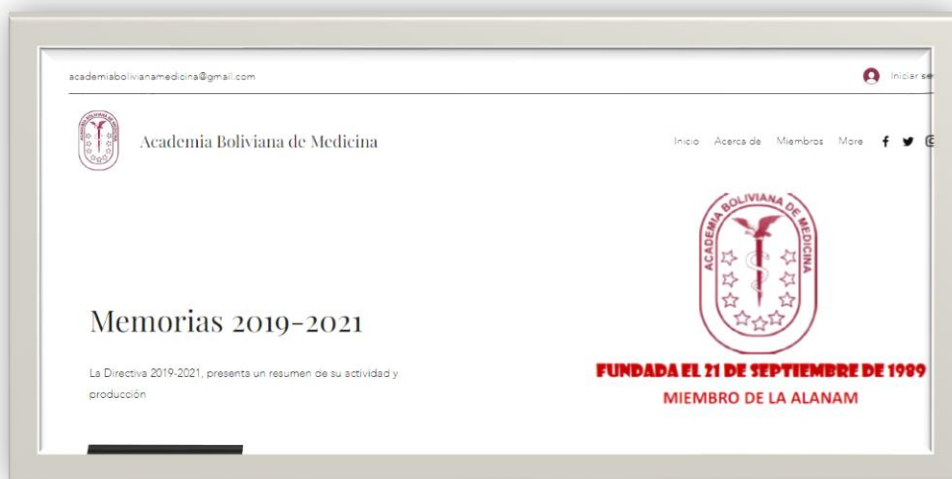 academiabolivianamedicina@gmail.com
Iniciar se
Academia Boliviana de Medicina
Inicio Acerca de Miembros More
ACADEMIA BOLIVIANA DE MEDICINA
Memorias 2019-2021
La Directiva 2019-2021, presenta un resumen de su actividad y
producción
FUNDADA EL 21 DE SEPTIEMBRE DE 1989
MIEMBRO DE LA ALANAM